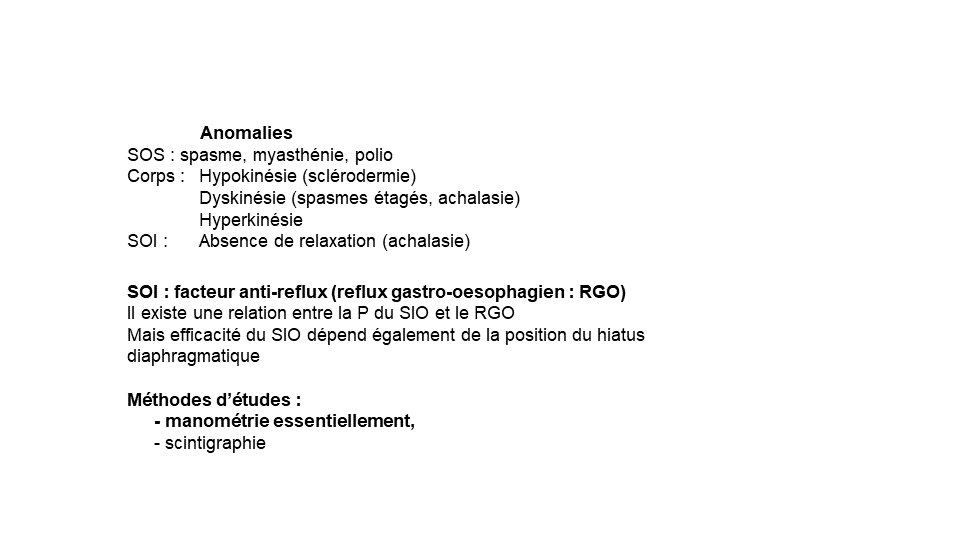 Anomalies
SOS : spasme, myasthénie, polio
Corps : Hypokinésie (sclérodermie)
Dyskinésie (spasmes étagés, achalasie)
Hyperkinésie
SOI : Absence de relaxation (achalasie)
SOI : facteur anti-reflux (reflux gastro-oesophagien : RGO)
Il existe une relation entre la P du SIO et le RGO
Mais efficacité du SIO dépend également de la position du hiatus
diaphragmatique
Méthodes d’études :
- manométrie essentiellement,
- scintigraphie